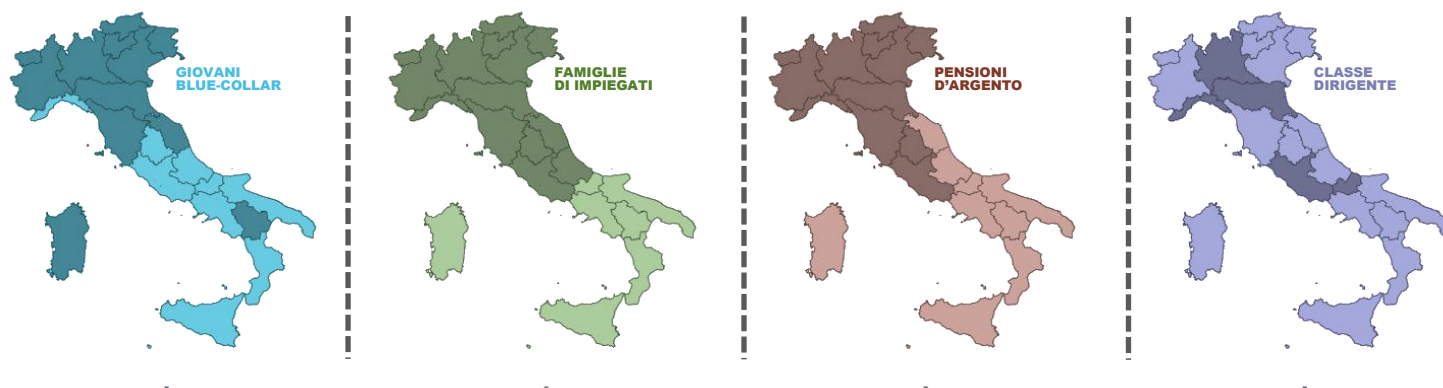 GIOVANI
BLUE-COLLAR
FAMIGLIE
DI IMPIEGATI
PENSIONI
D'ARGENTO
CLASSE
DIRIGENTE